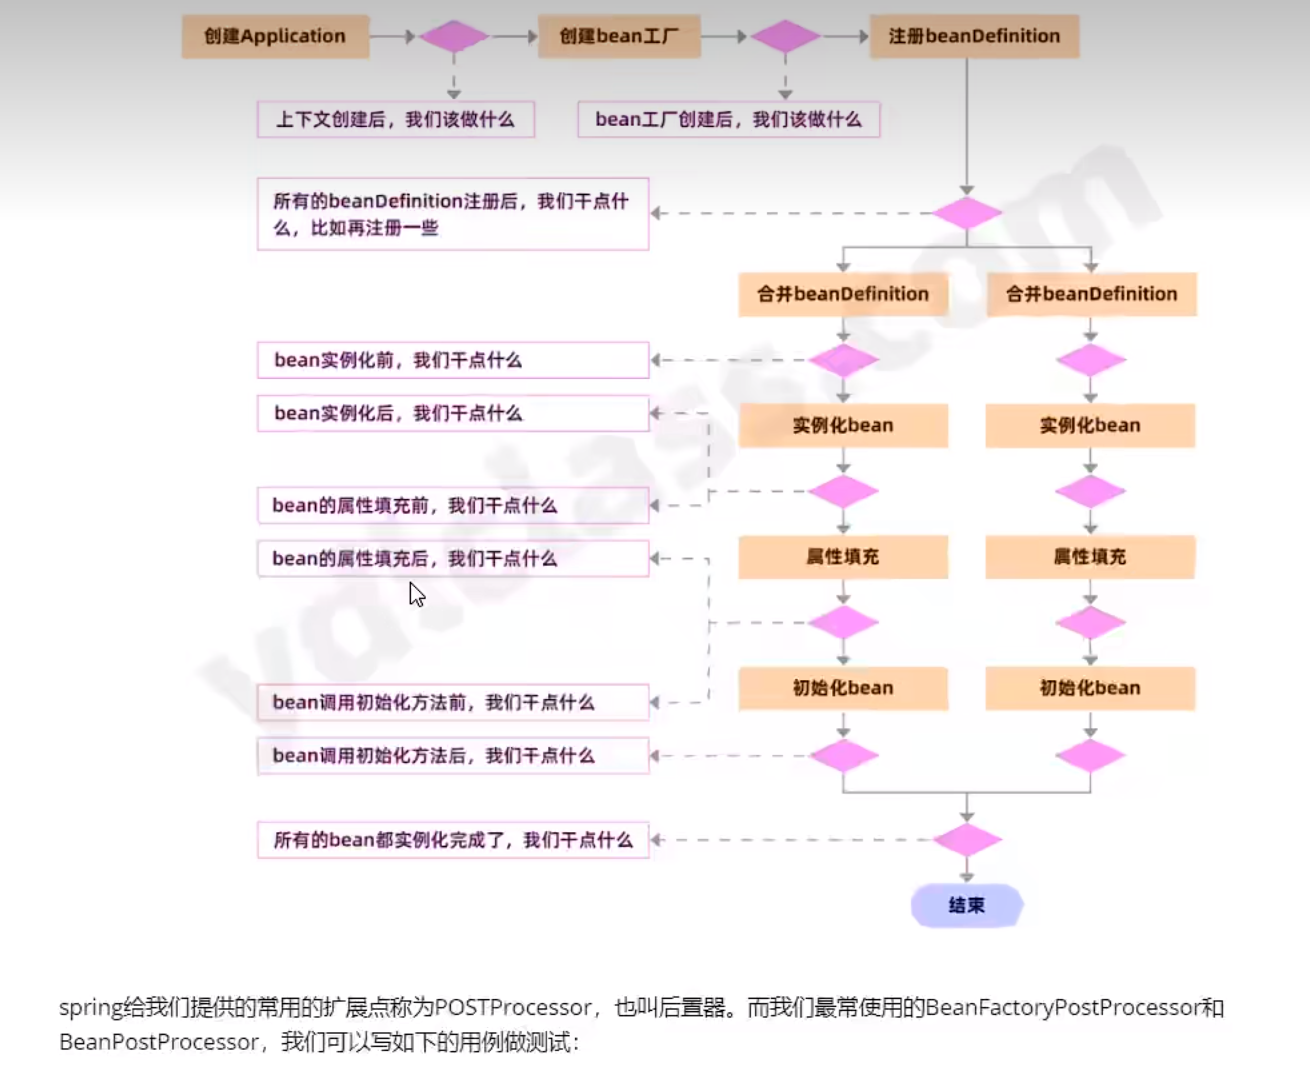 创建Application
创建bean工厂
注册beanDefinition
上下文创建后，我们该做什么
bean工厂创建后，我们该做什么
所有的beanDefinition注册后，我们干点什
么，比如再注册一些
合并beanDefinition
合并beanDefinition
bean实例化前，我们干点什么
bean实例化后，我们干点什么
实例化bean
实例化bean
bean的属性填充前，我们干点什么
bean的属性填充后，我们干点什么
属性填充
属性填充
初始化bean
初始化bean
bean调用初始化方法前，我们干点什么
bean调用初始化方法后，我们干点什么
所有的bean都实例化完成了，我们干点什么
结束
spring给我们提供的常用的扩展点称为POSTProcessor，也叫后置器。而我们最常使用的BeanFactoryPostProcessor和
BeanPostProcessor，我们可以写如下的用例做测试：